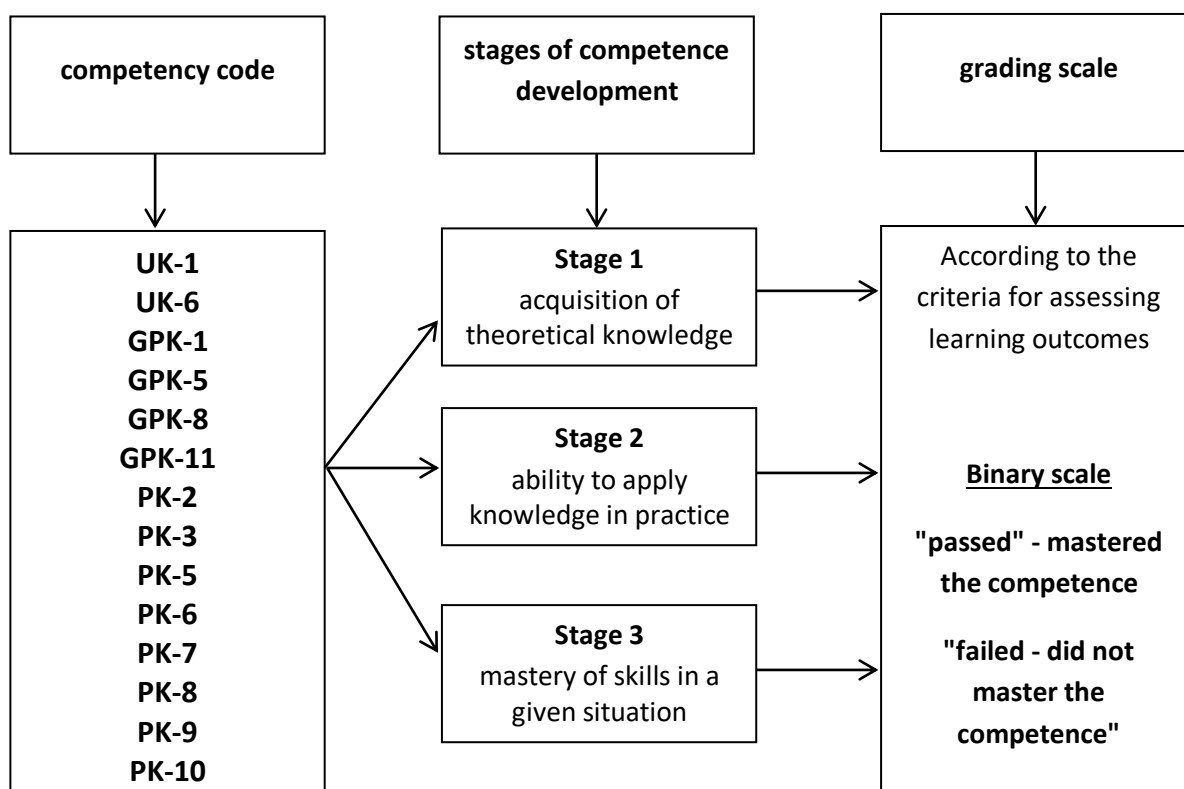 competency code
stages of competence
development
grading scale
UK-1
UK-6
GPK-1
GPK-5
GPK-8
GPK-11
PK-2
PK-3
PK-5
PK-6
PK-7
PK-8
PK-9
PK-10
Stage 1
acquisition of
theoretical knowledge
Stage 2
ability to apply
knowledge in practice
Stage 3
mastery of skills in a
given situation
According to the
criteria for assessing
learning outcomes
Binary scale
"passed" - mastered
the competence
"failed - did not
master the
competence"